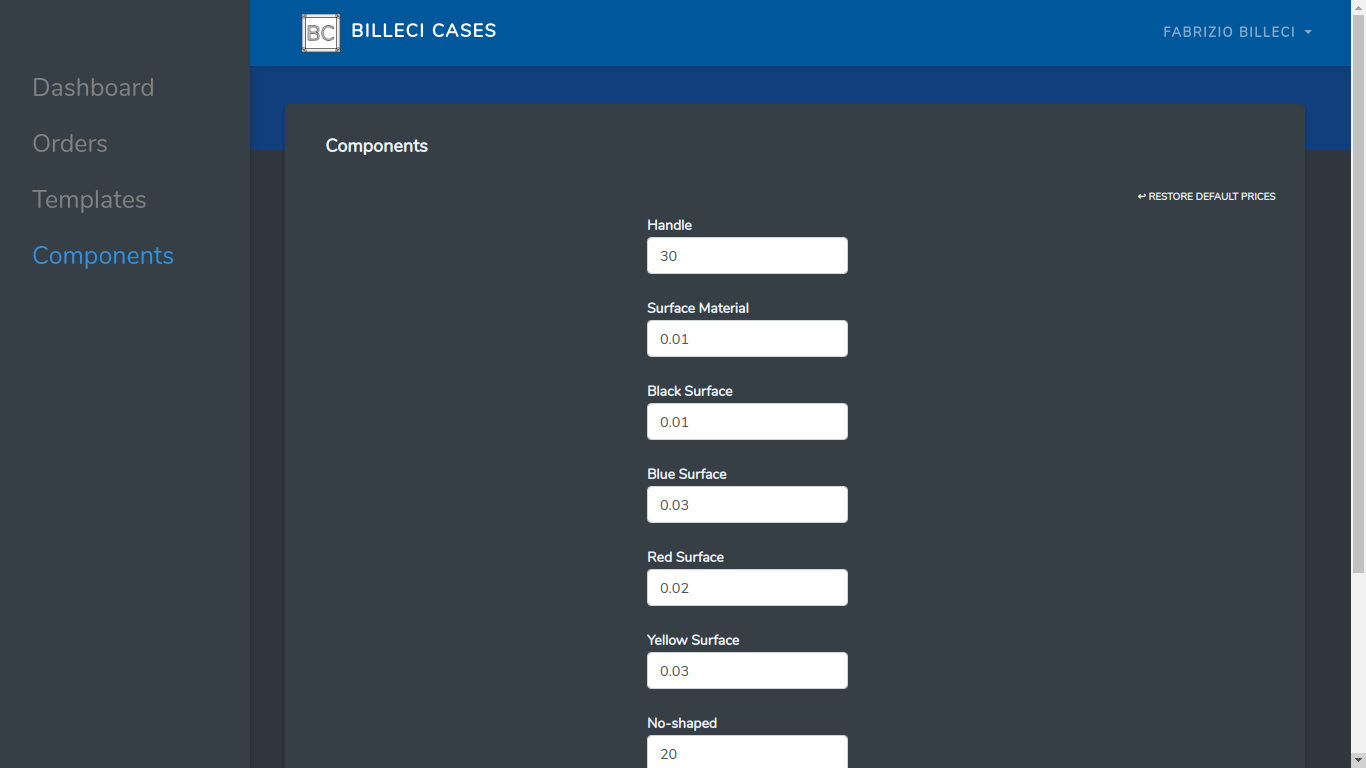 BC BILLECI CASES
FABRIZIO BILLECI
Dashboard
Orders
Templates
Components
Components
↩ RESTORE DEFAULT PRICES
Handle
30
Surface Material
0.01
Black Surface
0.01
Blue Surface
0.03
Red Surface
0.02
Yellow Surface
0.03
No-shaped
20